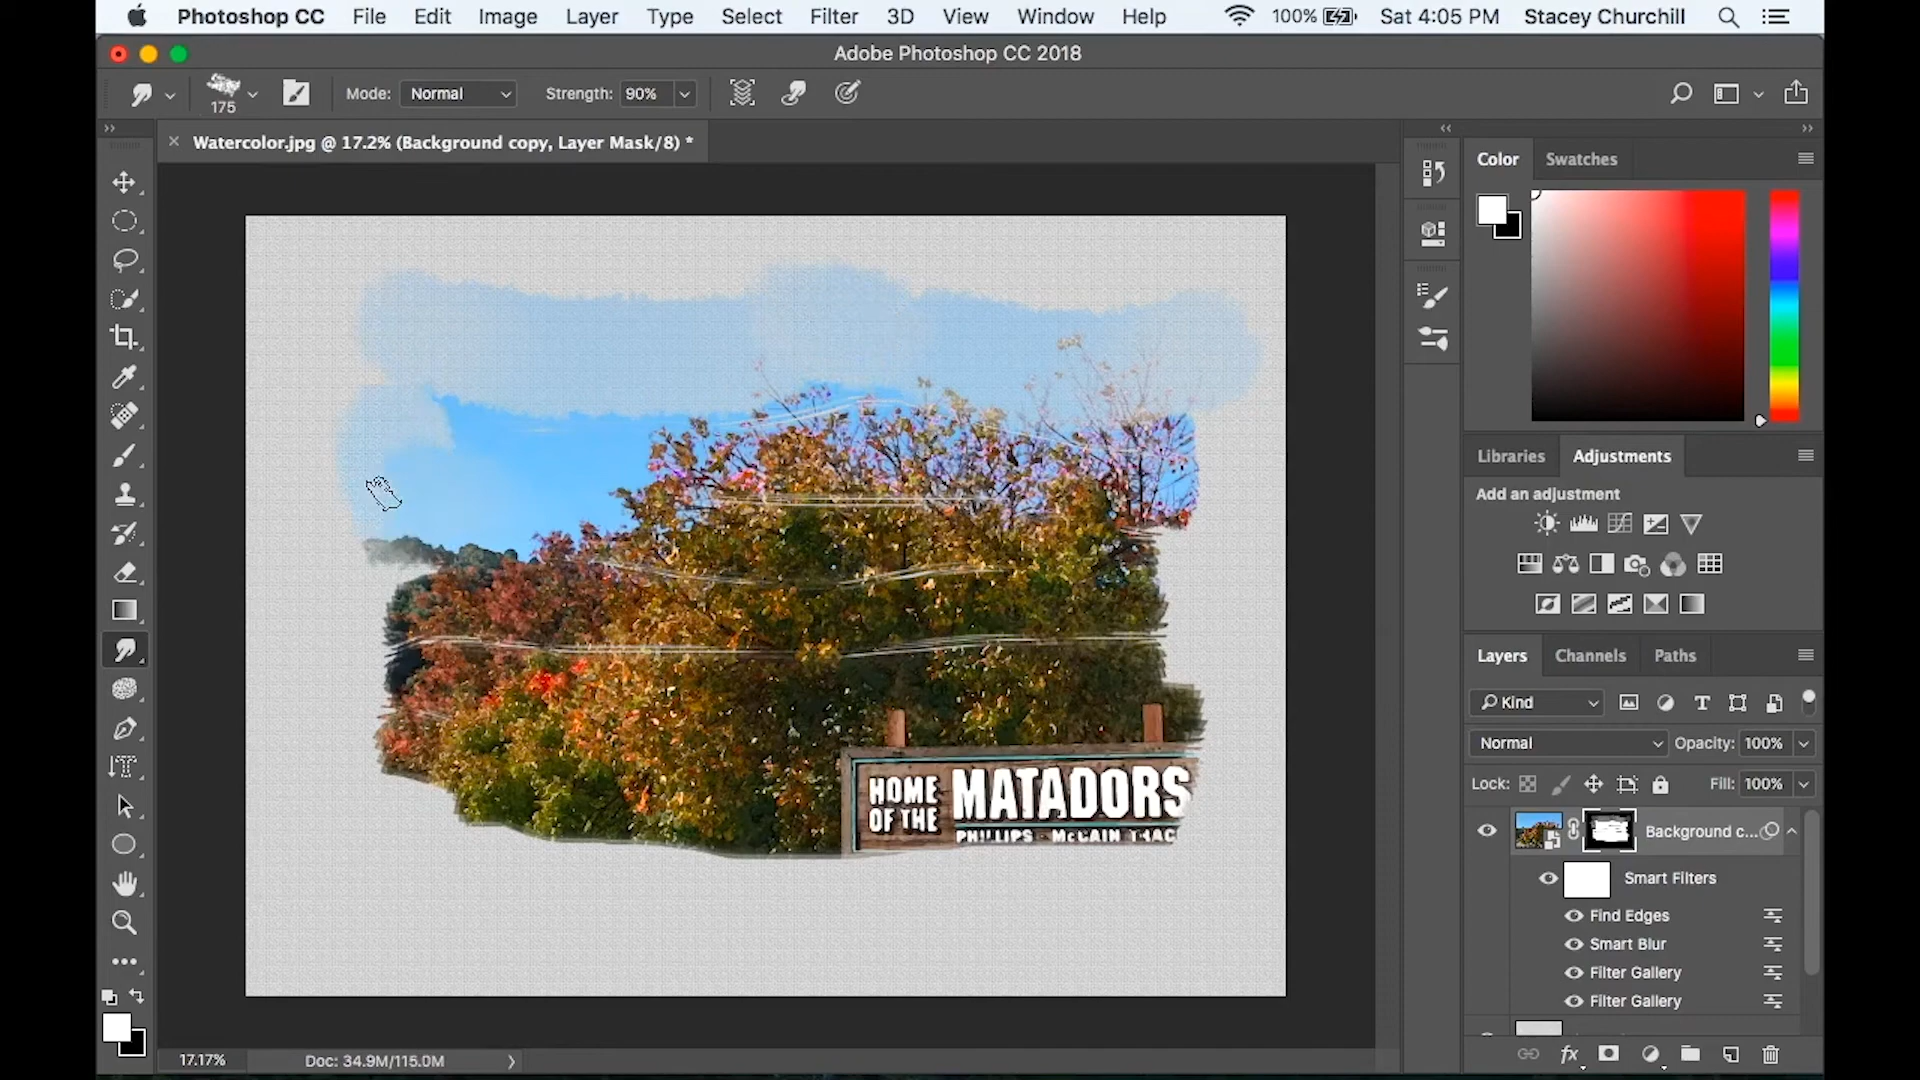 Photoshop CC File Edit Image Layer Type Select Filter 3D View Window Help 100% Sat 4:05 PM Stacey Churchill
Adobe Photoshop CC 2018
175 Mode: Normal Strength: 90%
Watercolor.jpg @ 17.2% (Background copy, Layer Mask/8) *
Color Swatches
Libraries Adjustments
Add an adjustment
Layers Channels Paths
Kind
Normal Opacity: 100%
Lock: Fill: 100%
Background c...
Smart Filters
Find Edges
Smart Blur
Filter Gallery
Filter Gallery
HOME
OF THE
MATADORS
PHILLIPS - McLAIN TRAC
17.17% Doc: 34.9M/115.0M